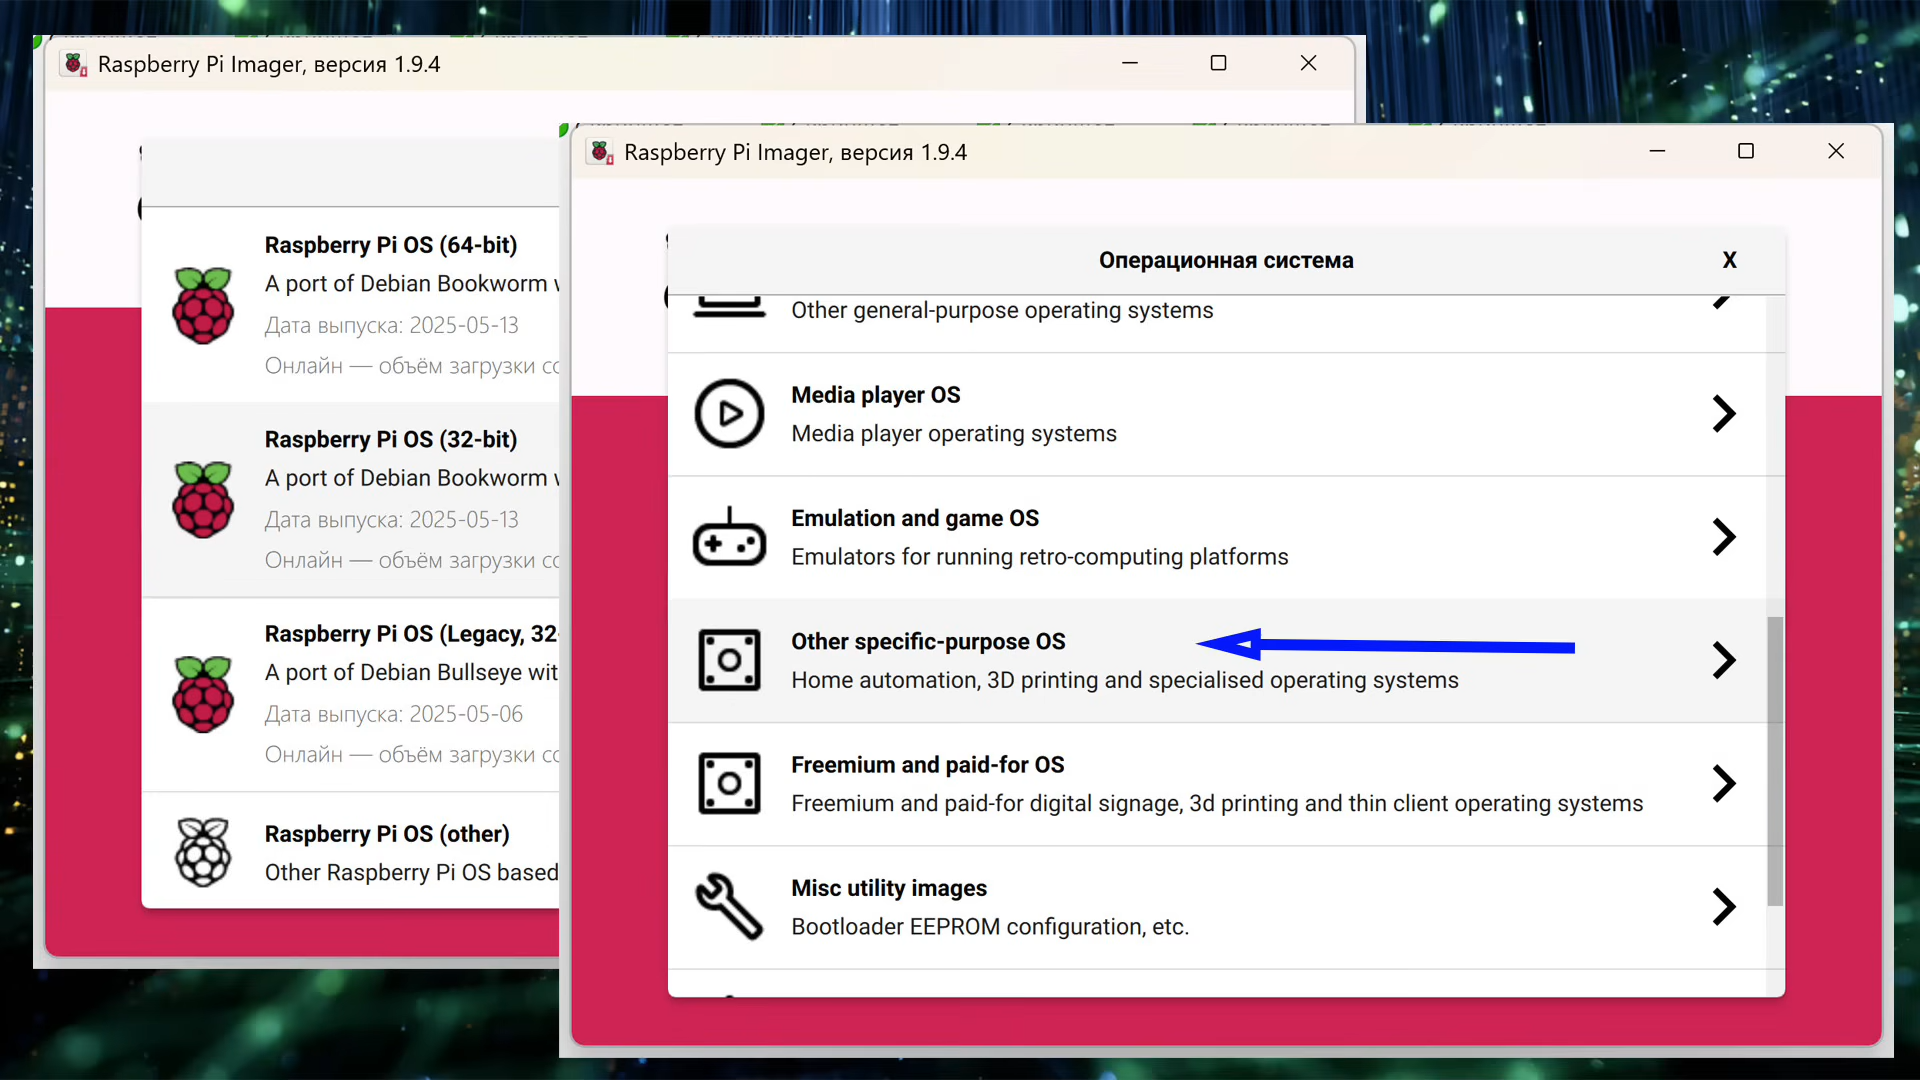 Raspberry Pi Imager, версия 1.9.4
Raspberry Pi OS (64-bit)
A port of Debian Bookworm
Дата выпуска: 2025-05-13
Онлайн — объём загрузки
Raspberry Pi OS (32-bit)
A port of Debian Bookworm
Дата выпуска: 2025-05-13
Онлайн — объём загрузки
Raspberry Pi OS (Legacy, 32-
A port of Debian Bullseye wit
Дата выпуска: 2025-05-06
Онлайн — объём загрузки
Raspberry Pi OS (other)
Other Raspberry Pi OS based
Raspberry Pi Imager, версия 1.9.4
Операционная система
X
Other general-purpose operating systems
Media player OS
Media player operating systems
Emulation and game OS
Emulators for running retro-computing platforms
Other specific-purpose OS
Home automation, 3D printing and specialised operating systems
Freemium and paid-for OS
Freemium and paid-for digital signage, 3d printing and thin client operating systems
Misc utility images
Bootloader EEPROM configuration, etc.